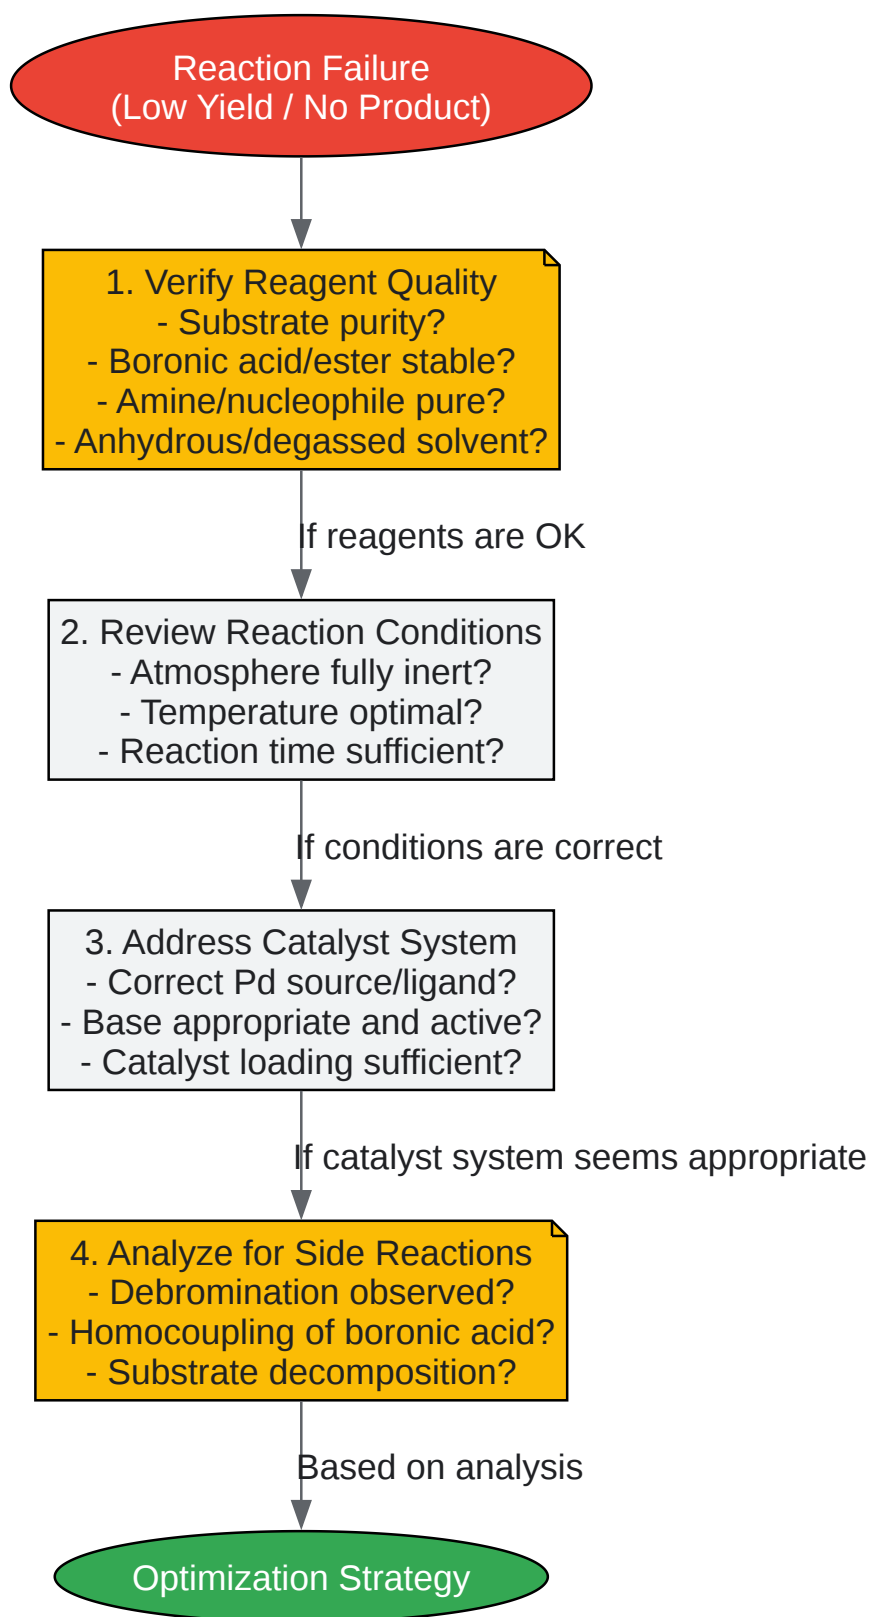 Reaction Failure
(Low Yield / No Product)
1. Verify Reagent Quality
- Substrate purity?
- Boronic acid/ester stable?
- Amine/nucleophile pure?
- Anhydrous/degassed solvent?
If reagents are OK
2. Review Reaction Conditions
- Atmosphere fully inert?
- Temperature optimal?
- Reaction time sufficient?
If conditions are correct
3. Address Catalyst System
- Correct Pd source/ligand?
- Base appropriate and active?
- Catalyst loading sufficient?
If catalyst system seems appropriate
4. Analyze for Side Reactions
- Debromination observed?
- Homocoupling of boronic acid?
- Substrate decomposition?
Based on analysis
Optimization Strategy